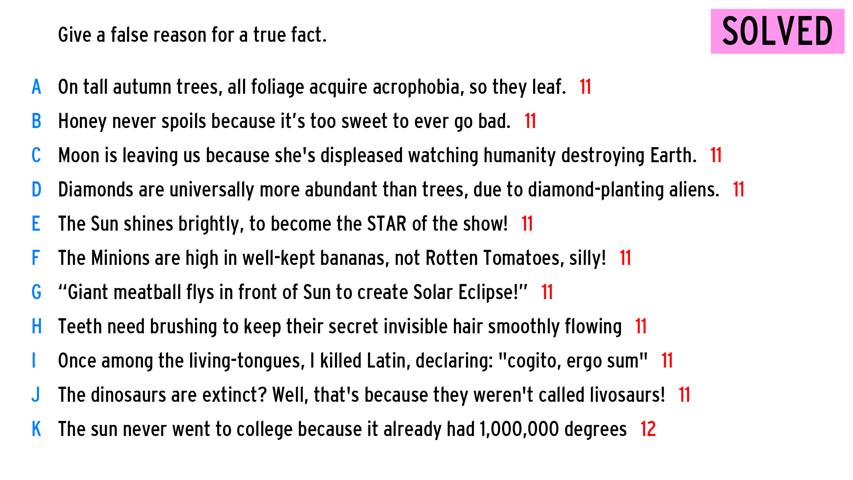 Give a false reason for a true fact.
SOLVED
A On tall autumn trees, all foliage acquire acrophobia, so they leaf. 11
B Honey never spoils because it's too sweet to ever go bad. 11
C Moon is leaving us because she's displeased watching humanity destroying Earth. 11
D Diamonds are universally more abundant than trees, due to diamond-planting aliens. 11
E The Sun shines brightly, to become the STAR of the show! 11
F The Minions are high in well-kept bananas, not Rotten Tomatoes, silly! 11
G “Giant meatball flys in front of Sun to create Solar Eclipse!” 11
H Teeth need brushing to keep their secret invisible hair smoothly flowing 11
I Once among the living-tongues, I killed Latin, declaring: "cogito, ergo sum" 11
J The dinosaurs are extinct? Well, that's because they weren't called livosaurs! 11
K The sun never went to college because it already had 1,000,000 degrees 12